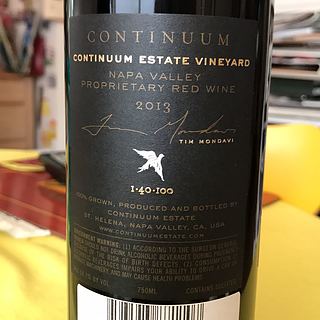 CONTINUUM
CONTINUUM ESTATE VINEYARD
NAPA VALLEY
PROPRIETARY RED WINE
2013
Tim Mondavi
TIM MONDAVI
1·40·100
100% GROWN, PRODUCED AND BOTTLED BY
CONTINUUM ESTATE
ST. HELENA, NAPA VALLEY, CA, USA
WWW.CONTINUUMESTATE.COM
GOVERNMENT WARNING: (1) ACCORDING TO THE SURGEON GENERAL,
WOMEN SHOULD NOT DRINK ALCOHOLIC BEVERAGES DURING PREGNANCY
BECAUSE OF THE RISK OF BIRTH DEFECTS. (2) CONSUMPTION OF
ALCOHOLIC BEVERAGES IMPAIRS YOUR ABILITY TO DRIVE A CAR OR
OPERATE MACHINERY, AND MAY CAUSE HEALTH PROBLEMS.
BY VOL
750ML
CONTAINS SULFITES